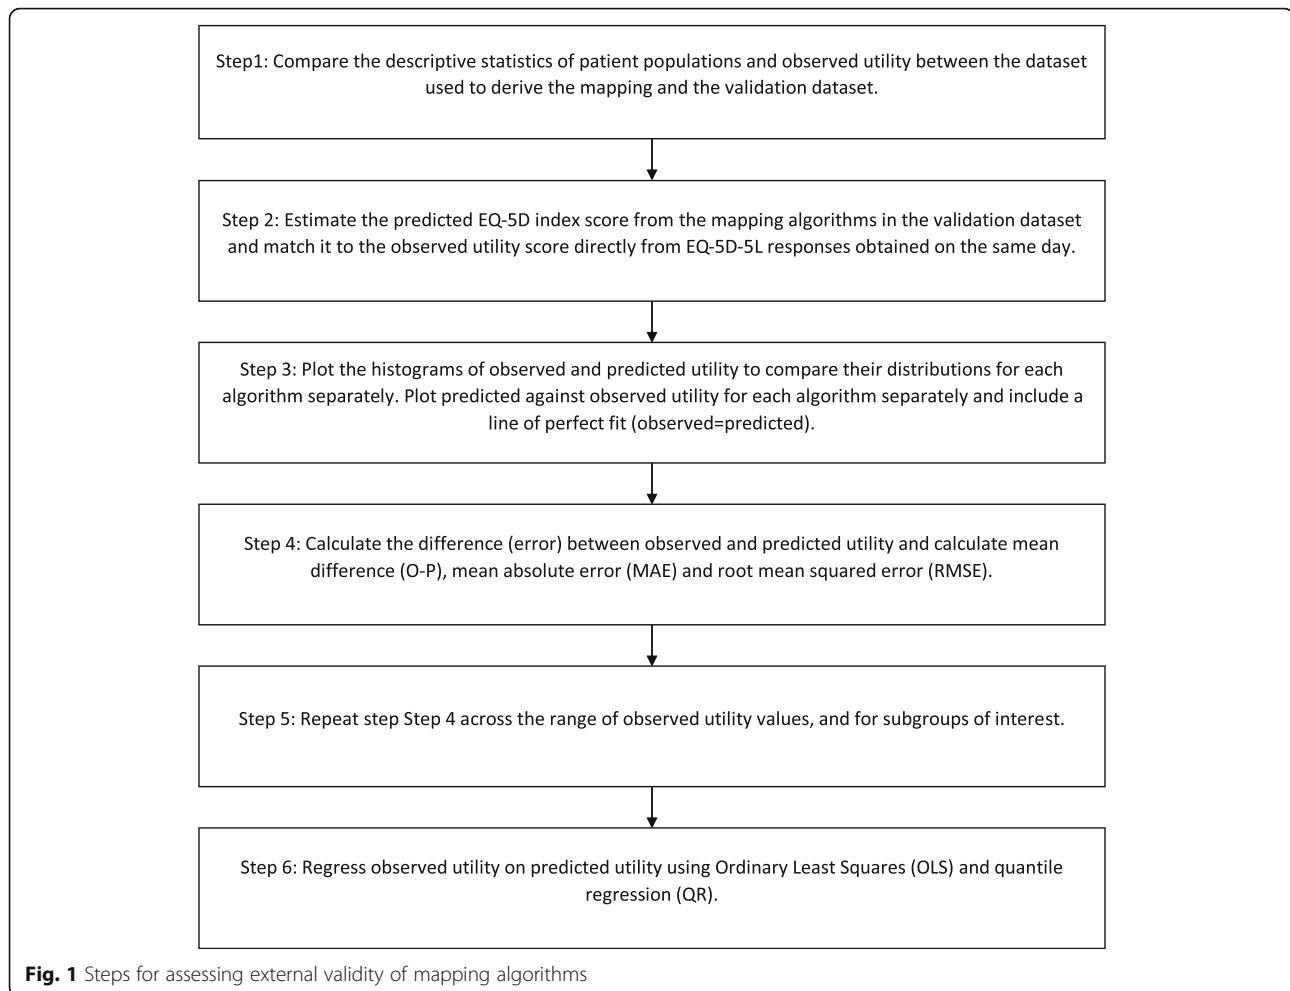 Step1: Compare the descriptive statistics of patient populations and observed utility between the dataset
used to derive the mapping and the validation dataset.
Step 2: Estimate the predicted EQ-5D index score from the mapping algorithms in the validation dataset
and match it to the observed utility score directly from EQ-5D-5L responses obtained on the same day.
Step 3: Plot the histograms of observed and predicted utility to compare their distributions for each
algorithm separately. Plot predicted against observed utility for each algorithm separately and include a
line of perfect fit (observed=predicted).
Step 4: Calculate the difference (error) between observed and predicted utility and calculate mean
difference (O-P), mean absolute error (MAE) and root mean squared error (RMSE).
Step 5: Repeat step Step 4 across the range of observed utility values, and for subgroups of interest.
Step 6: Regress observed utility on predicted utility using Ordinary Least Squares (OLS) and quantile
regression (QR).
Fig. 1 Steps for assessing external validity of mapping algorithms